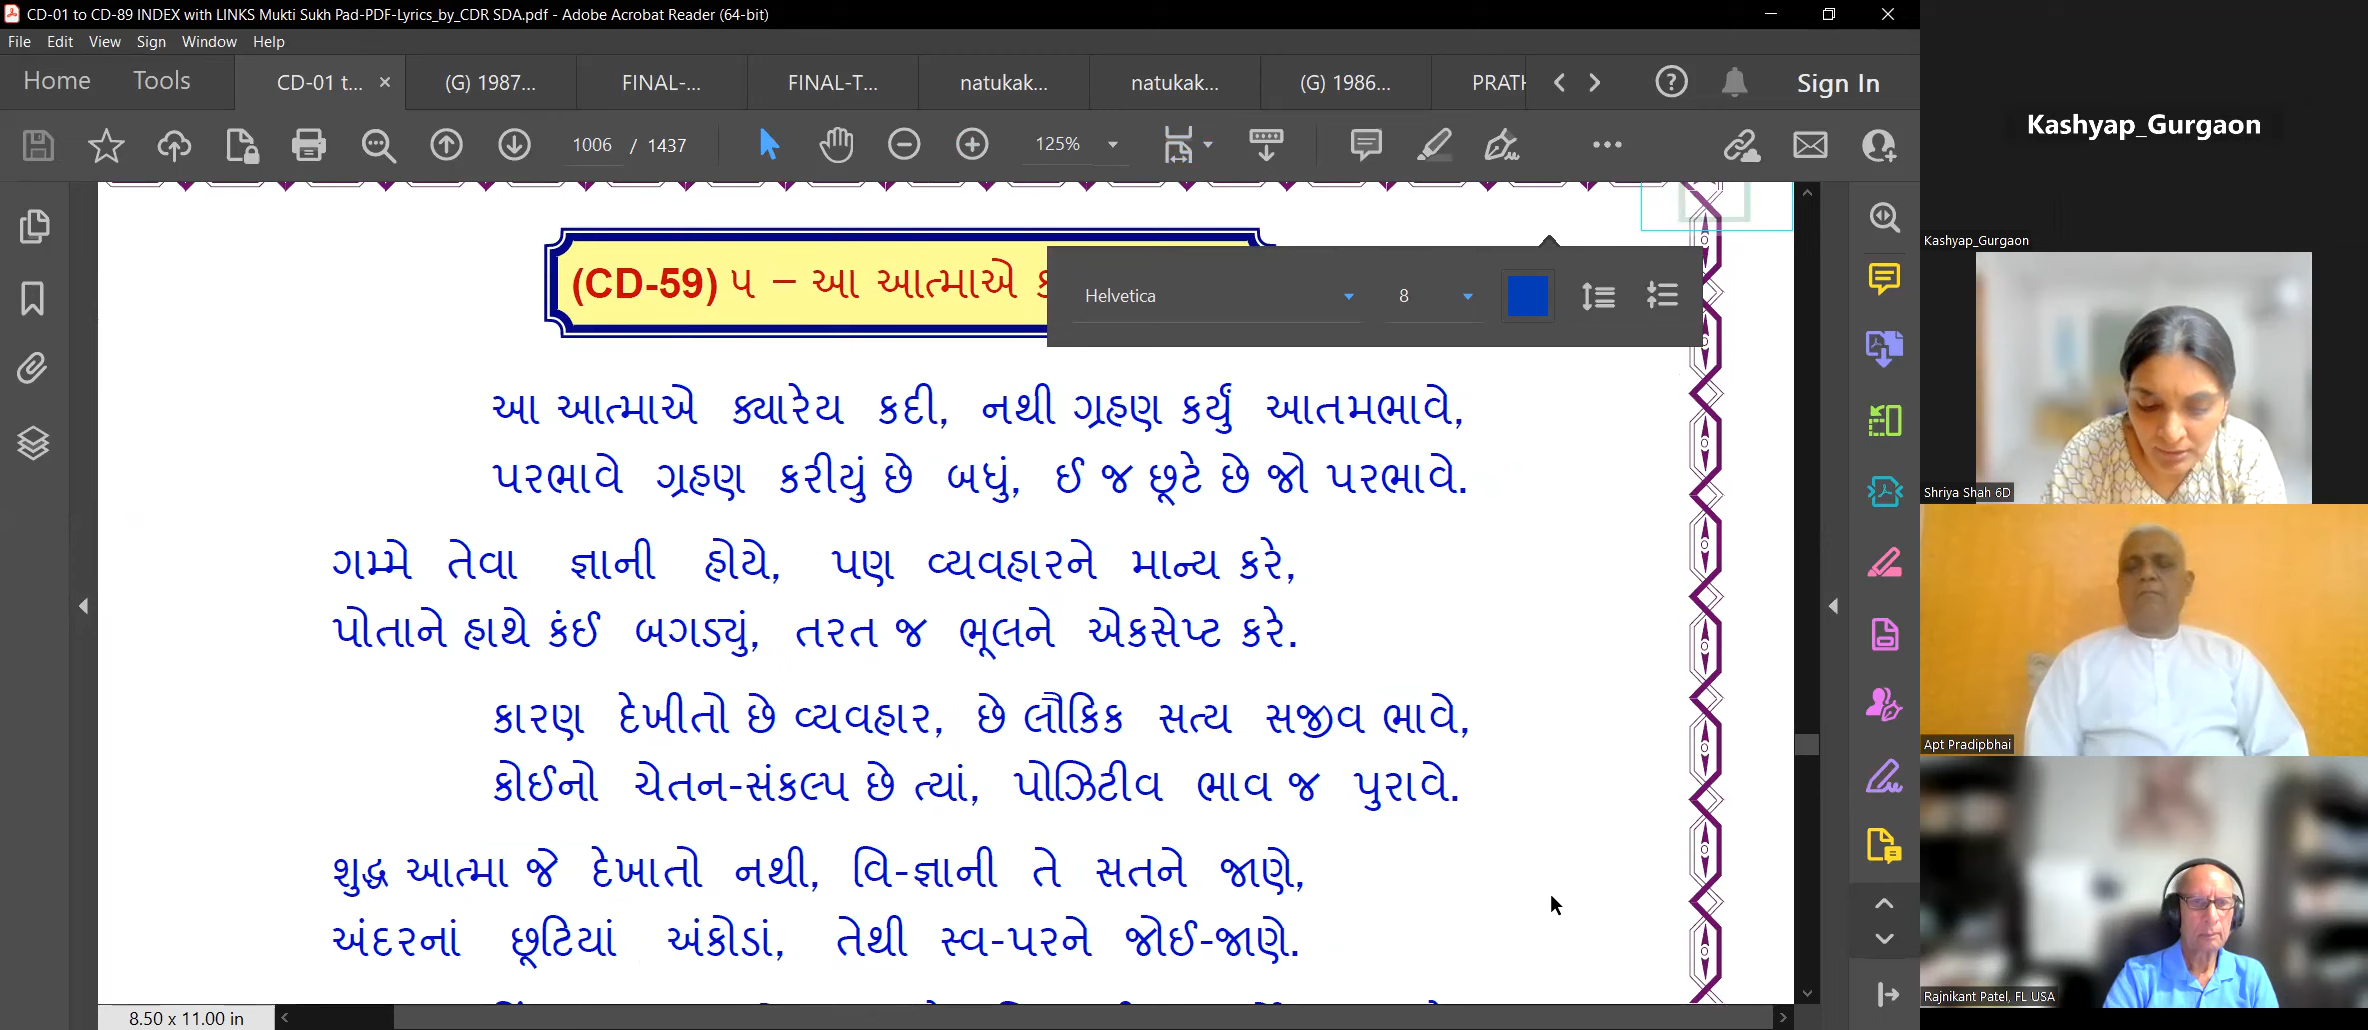 CD-01 to CD-89 INDEX with LINKS Mukti Sukh Pad-PDF-Lyrics_by_CDR SDA.pdf - Adobe Acrobat Reader (64-bit)
File Edit View Sign Window Help
Home Tools CD-01 t... (G) 1987... FINAL-... FINAL-T... natukak... natukak... (G) 1986... PRATH Sign In
1006 / 1437 125%
(CD-59) ૫ – આ આત્માએ
Helvetica 8
આ આત્માએ ક્યારેય કદી, નથી ગ્રહણ કર્યું આતમભાવે,
પરભાવે ગ્રહણ કરીયું છે બધું, ઈ જ છૂટે છે જો પરભાવે.
ગમ્મે તેવા જ્ઞાની હોયે, પણ વ્યવહારને માન્ય કરે,
પોતાને હાથે કંઈ બગડ્યું, તરત જ ભૂલને એકસેપ્ટ કરે.
કારણ દેખીતો છે વ્યવહાર, છે લૌકિક સત્ય સજીવ ભાવે,
કોઈનો ચેતન-સંકલ્પ છે ત્યાં, પોઝિટીવ ભાવ જ પુરાવે.
શુદ્ધ આત્મા જે દેખાતો નથી, વિ-જ્ઞાની તે સતને જાણે,
અંદરનાં છૂટિયાં અંકોડાં, તેથી સ્વ-પરને જોઈ-જાણે.
8.50 x 11.00 in
Kashyap_Gurgaon
Kashyap_Gurgaon
Shriya Shah 6D
Apt Pradipbhai
Rajnikant Patel, FL USA